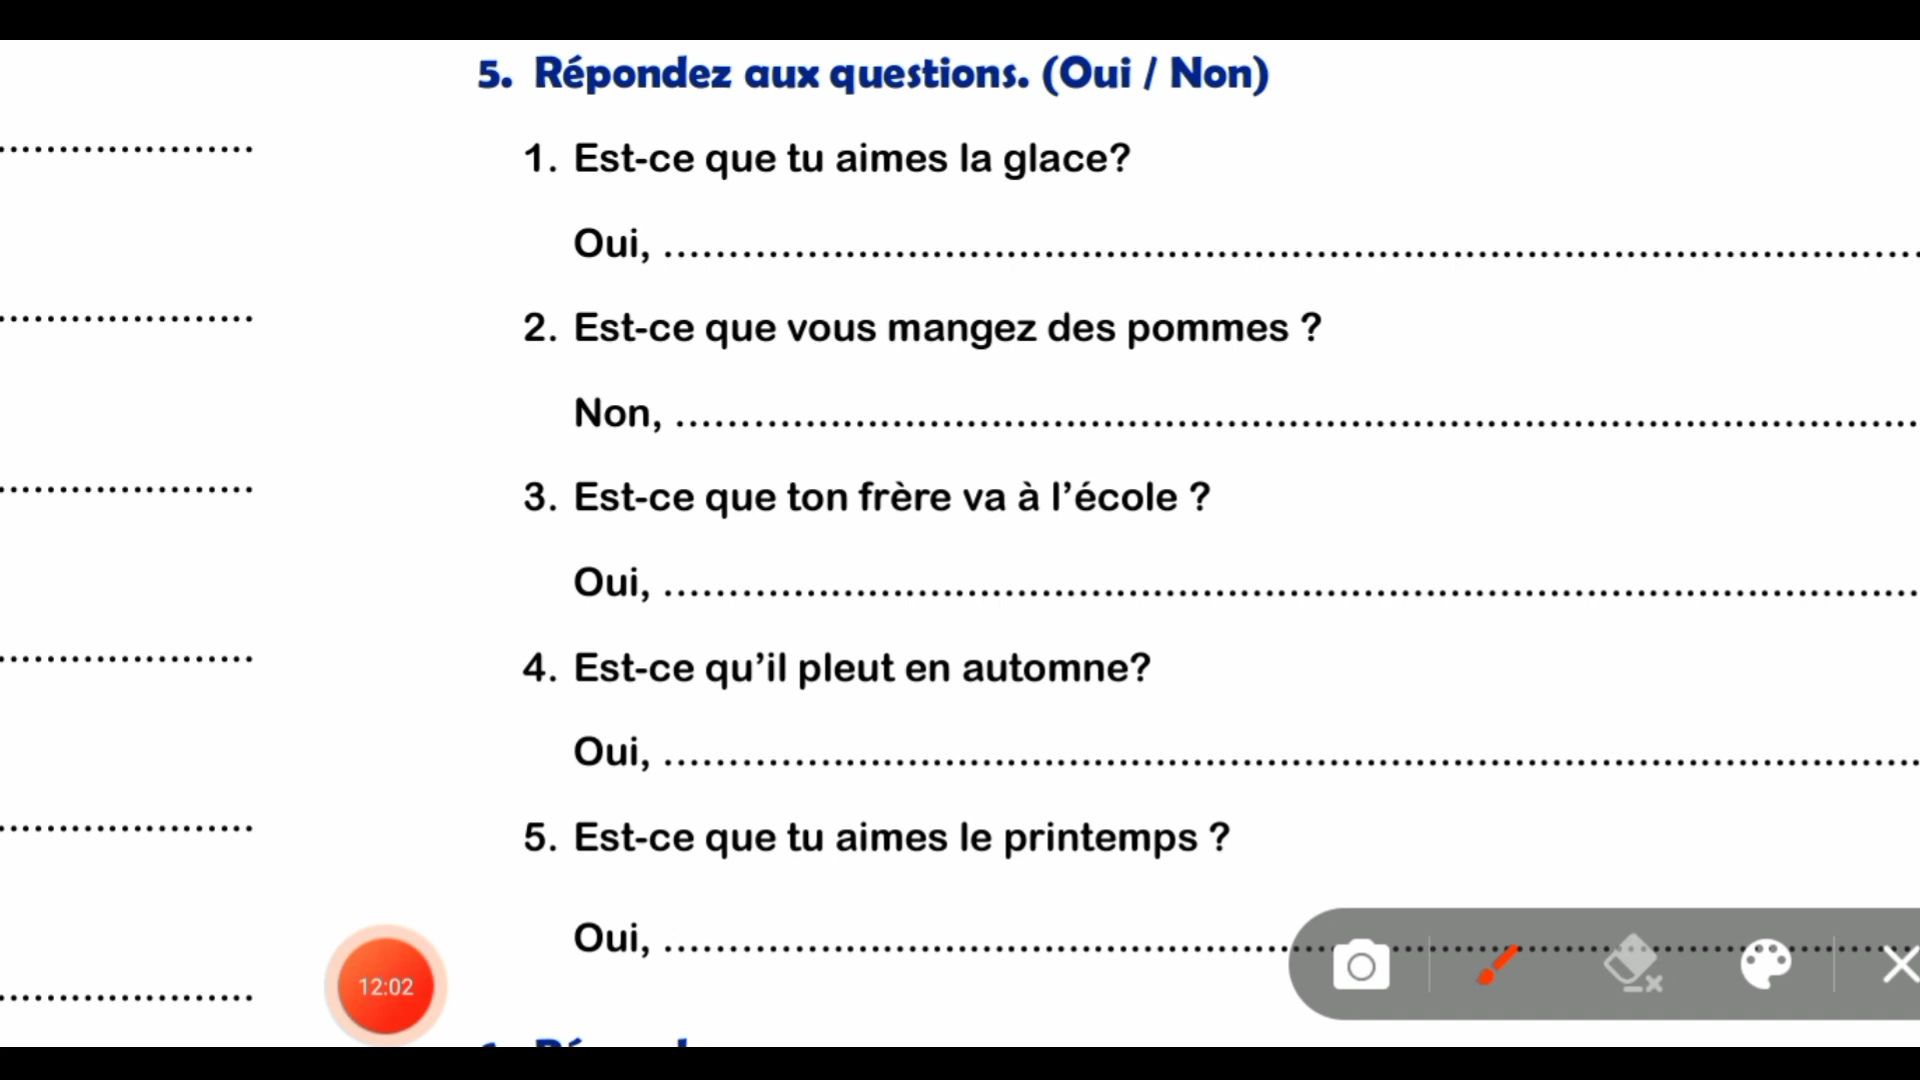 5. Répondez aux questions. (Oui / Non)
1. Est-ce que tu aimes la glace?
Oui, ........................................................................
2. Est-ce que vous mangez des pommes ?
Non, ........................................................................
3. Est-ce que ton frère va à l’école ?
Oui, ........................................................................
4. Est-ce qu’il pleut en automne?
Oui, ........................................................................
5. Est-ce que tu aimes le printemps ?
Oui, ........................................................................
12:02